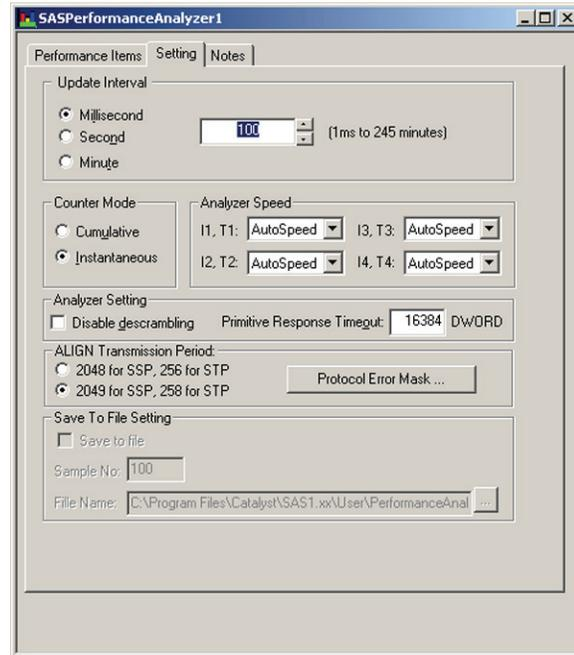 SASPerformanceAnalyzer1
Performance Items Setting Notes
Update Interval
Millisecond
Second
Minute
100 (1ms to 245 minutes)
Counter Mode
Cumulative
Instantaneous
Analyzer Speed
I1, T1: AutoSpeed I3, T3: AutoSpeed
I2, T2: AutoSpeed I4, T4: AutoSpeed
Analyzer Setting
Disable descrambling Primitive Response Timeout: 16384 DWORD
ALIGN Transmission Period:
2048 for SSP, 256 for STP
2049 for SSP, 258 for STP
Protocol Error Mask ...
Save To File Setting
Save to file
Sample No: 100
Fille Name: C:\Program Files\Catalyst\SAS1.xx\User\PerformanceAnal ...